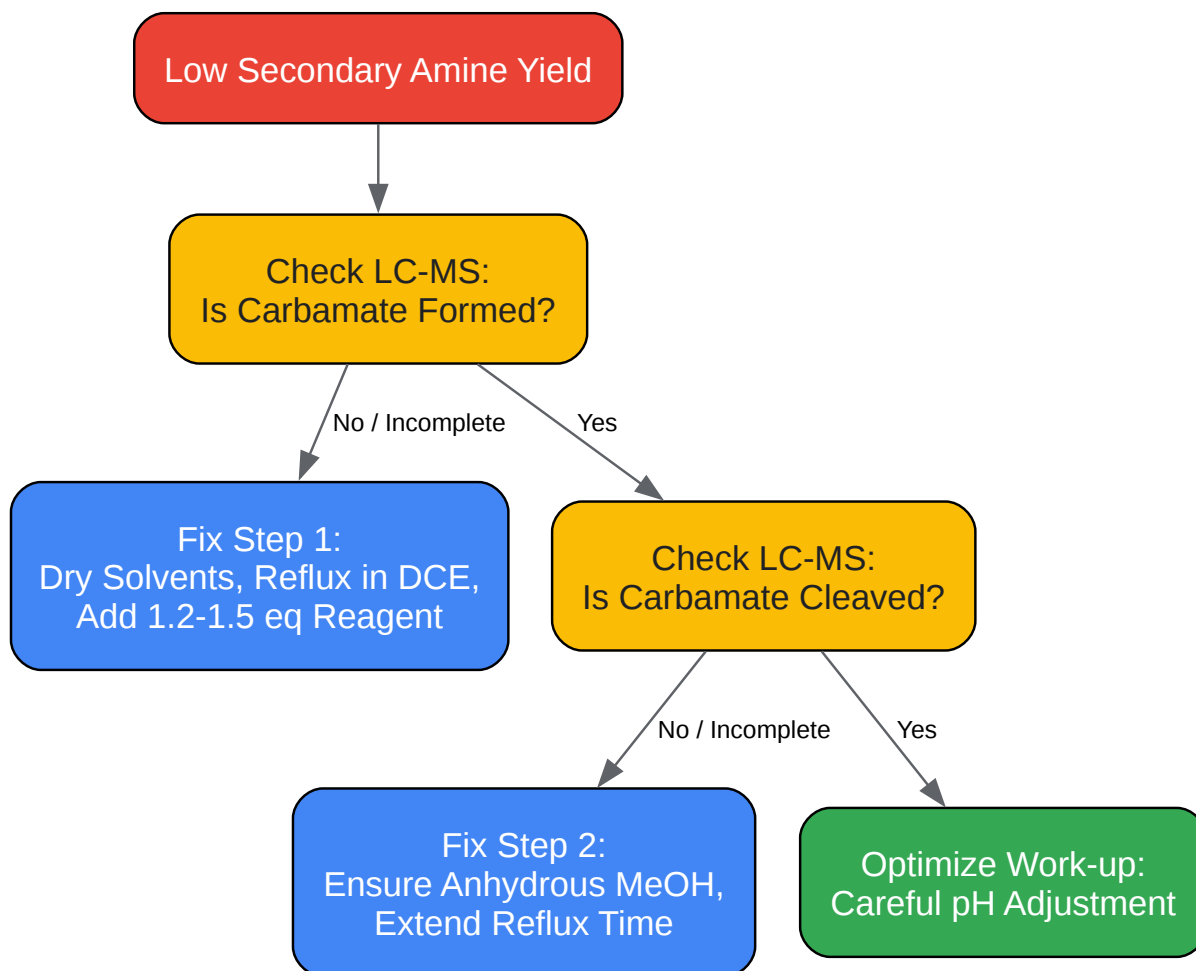 Low Secondary Amine Yield
Check LC-MS:
Is Carbamate Formed?
No / Incomplete
Yes
Fix Step 1:
Dry Solvents, Reflux in DCE,
Add 1.2-1.5 eq Reagent
Check LC-MS:
Is Carbamate Cleaved?
No / Incomplete
Yes
Fix Step 2:
Ensure Anhydrous MeOH,
Extend Reflux Time
Optimize Work-up:
Careful pH Adjustment